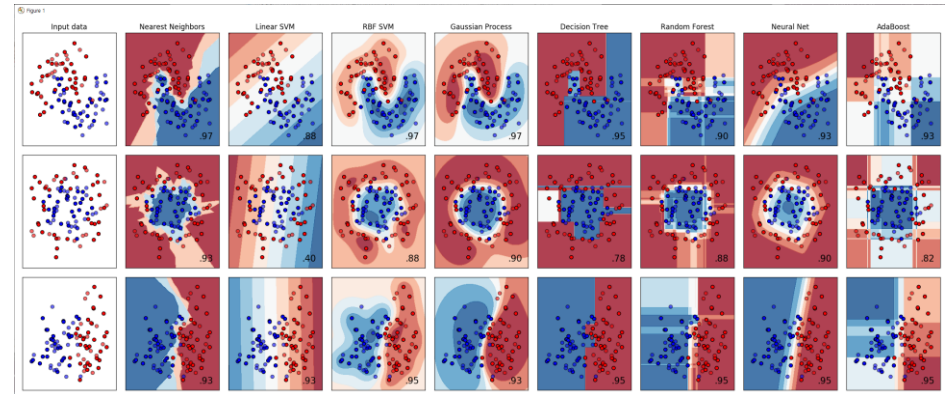 Figure 1
Input data Nearest Neighbors Linear SVM RBF SVM Gaussian Process Decision Tree Random Forest Neural Net AdaBoost
.97 .88 .97 .97 .95 .90 .93 .93
.93 .40 .88 .90 .78 .88 .90 .82
.93 .93 .95 .93 .95 .95 .95 .95